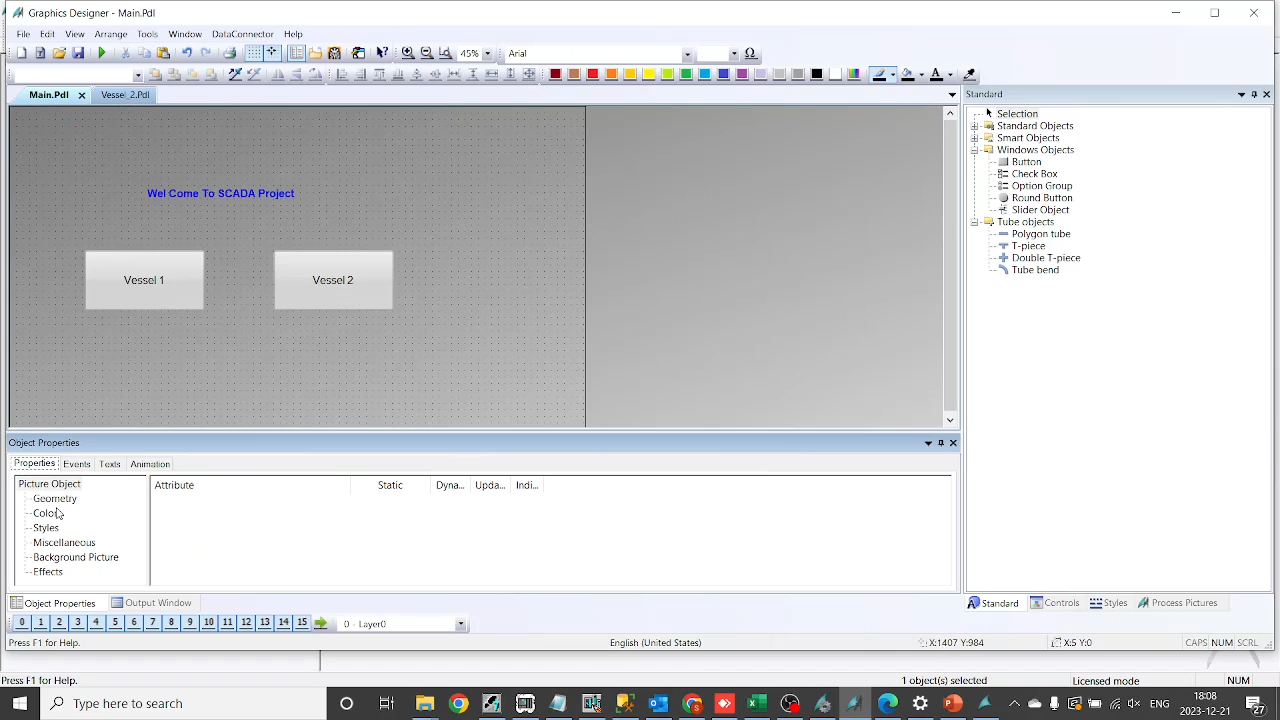 Graphics Designer - Main.Pdl
File Edit View Arrange Tools Window DataConnector Help
45% Arial Ω
A
Main.Pdl Vessel_2.Pdl
Wel Come To SCADA Project
Vessel 1 Vessel 2
Standard
Selection
Standard Objects
Smart Objects
Windows Objects
Button
Check Box
Option Group
Round Button
Slider Object
Tube objects
Polygon tube
T-piece
Double T-piece
Tube bend
Object Properties
Properties Events Texts Animation
Picture Object
Geometry
Styles
Miscellaneous
Background Picture
Effects
Attribute Static Dyna... Upda... Indi...
Object Properties Output Window
Standard Controls Styles Process Pictures
0 1 2 3 4 5 6 7 8 9 10 11 12 13 14 15 0 - Layer0
Press F1 for Help. English (United States) X:1407 Y:984 X:5 Y:0 CAPS NUM SCRL
Press F1 for Help. 1 object(s) selected Licensed mode NUM
Type here to search
18:08
2023-12-21
27